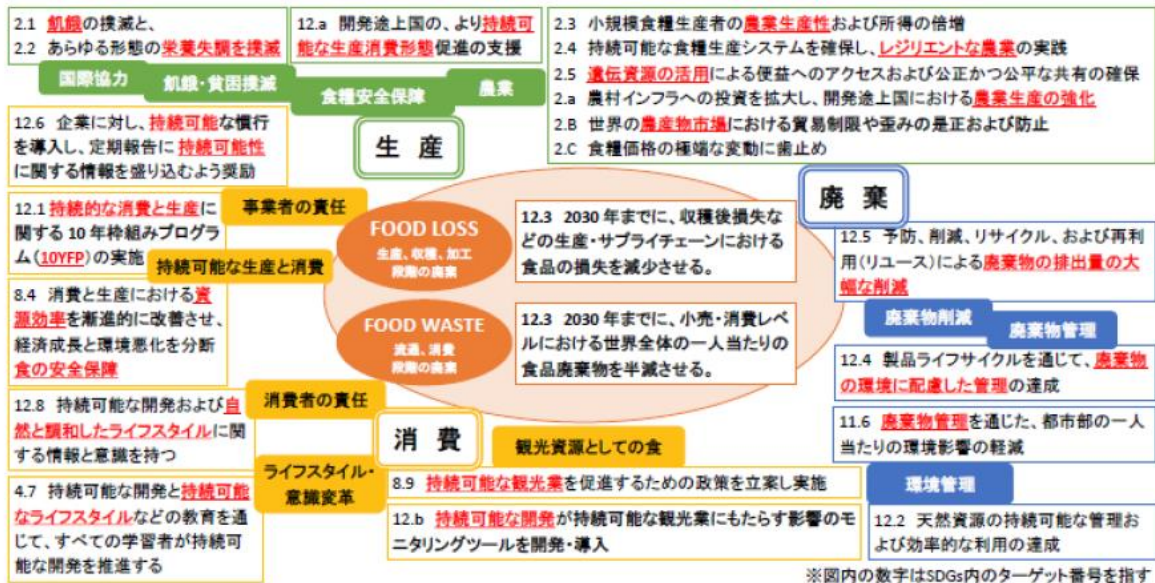 2.1 飢餓の撲滅と、
2.2 あらゆる形態の栄養失調を撲滅
国際協力
飢餓・貧困撲滅
12.a 開発途上国の、より持続可
能な生産消費形態促進の支援
食糧安全保障
農業
2.3 小規模食糧生産者の農業生産性および所得の倍増
2.4 持続可能な食糧生産システムを確保し、レジリエントな農業の実践
2.5 遺伝資源の活用による便益へのアクセスおよび公正かつ公平な共有の確保
2.a 農村インフラへの投資を拡大し、開発途上国における農業生産の強化
2.B 世界の農産物市場における貿易制限や歪みの是正および防止
2.C 食糧価格の極端な変動に歯止め
生 産
12.6 企業に対し、持続可能な慣行
を導入し、定期報告に持続可能性
に関する情報を盛り込むよう奨励
事業者の責任
12.1 持続的な消費と生産に
関する10年枠組みプログラ
ム(10YFP)の実施
持続可能な生産と消費
8.4 消費と生産における資
源効率を漸進的に改善させ、
経済成長と環境悪化を分断
食の安全保障
FOOD LOSS
生産、収穫、加工
段階の廃棄
12.3 2030年までに、収穫後損失な
どの生産・サプライチェーンにおける
食品の損失を減少させる。
FOOD WASTE
流通、消費
段階の廃棄
12.3 2030年までに、小売・消費レベ
ルにおける世界全体の一人当たりの
食品廃棄物を半減させる。
廃 棄
12.5 予防、削減、リサイクル、および再利
用(リユース)による廃棄物の排出量の大
幅な削減
廃棄物削減
廃棄物管理
12.4 製品ライフサイクルを通じて、廃棄物
の環境に配慮した管理の達成
11.6 廃棄物管理を通じた、都市部の一人
当たりの環境影響の軽減
環境管理
12.2 天然資源の持続可能な管理お
よび効率的な利用の達成
消費者の責任
12.8 持続可能な開発および自
然と調和したライフスタイルに関
する情報と意識を持つ
消 費
ライフスタイル・
意識変革
4.7 持続可能な開発と持続可能
なライフスタイルなどの教育を通
じて、すべての学習者が持続可
能な開発を推進する
観光資源としての食
8.9 持続可能な観光業を促進するための政策を立案し実施
12.b 持続可能な開発が持続可能な観光業にもたらす影響のモ
ニタリングツールを開発・導入
※図内の数字はSDGs内のターゲット番号を指す